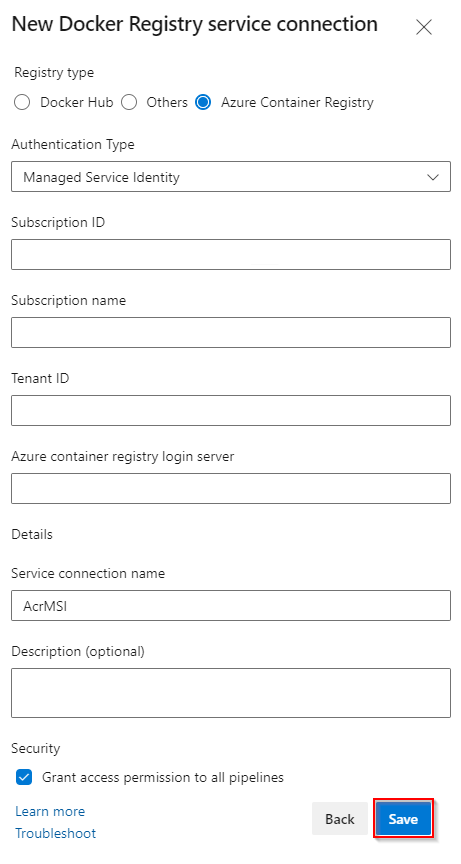 New Docker Registry service connection
Registry type
Docker Hub Others Azure Container Registry
Authentication Type
Managed Service Identity
Subscription ID
Subscription name
Tenant ID
Azure container registry login server
Details
Service connection name
AcrMSI
Description (optional)
Security
Grant access permission to all pipelines
Learn more
Troubleshoot
Back Save